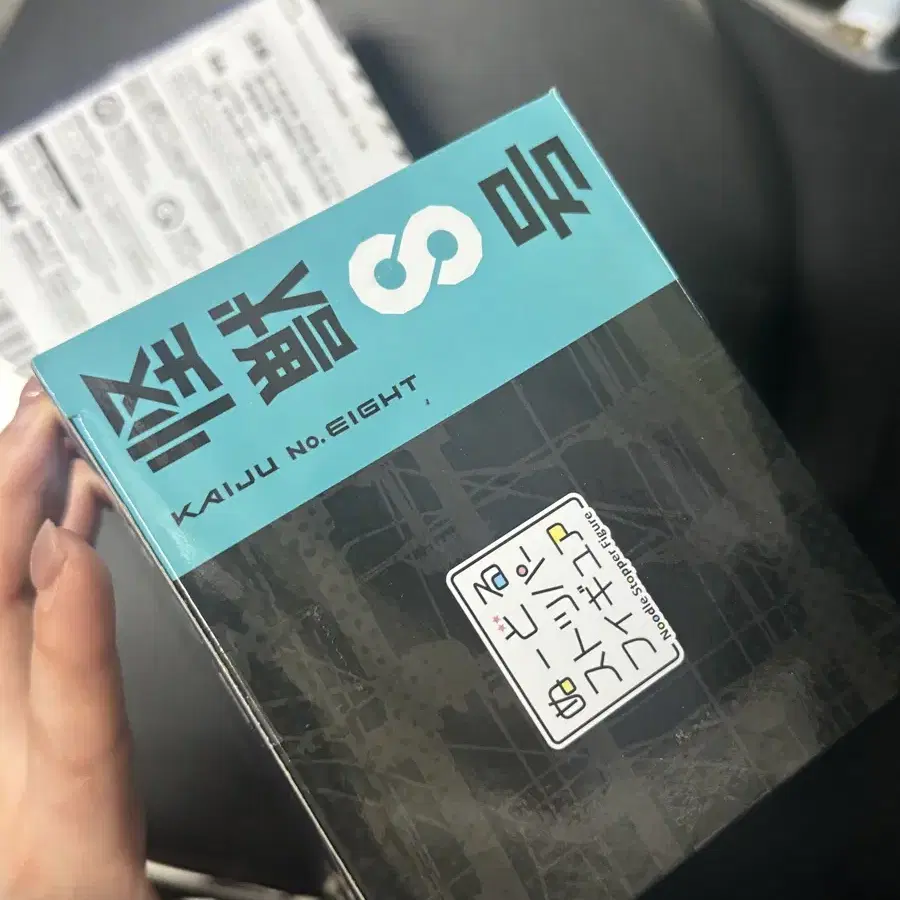 怪獣8号
KAIJU No.EIGHT
ぬーどる
ストッパー
フィギュア
Noodle Stopper Figure